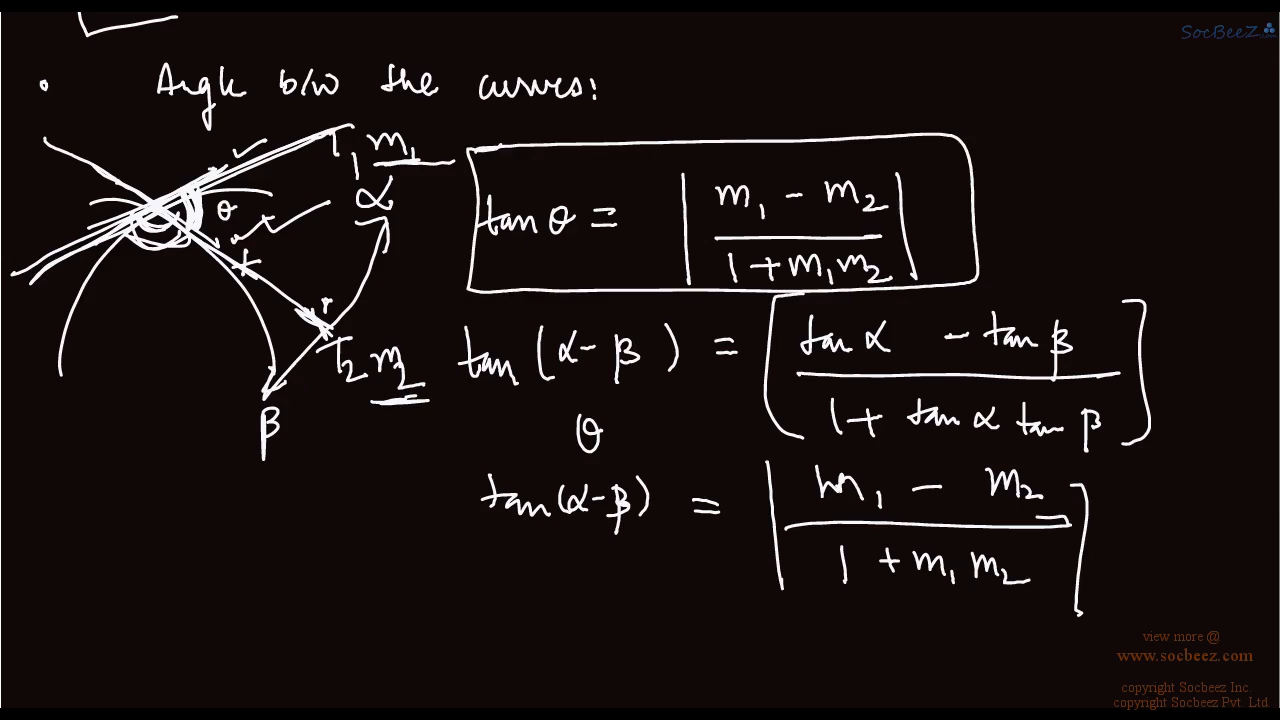 SocBeeZ.com
Angle b/w the curves:
T₁ m₁
α
θ
tan θ = | (m₁ - m₂) / (1 + m₁m₂) |
T₂ m₂
β
tan (α - β) = [ (tan α - tan β) / (1 + tan α tan β) ]
θ
tan (α - β) = | (m₁ - m₂) / (1 + m₁ m₂) |
view more @
www.socbeez.com
copyright Socbeez Inc
copyright Socbeez Pvt. Ltd.